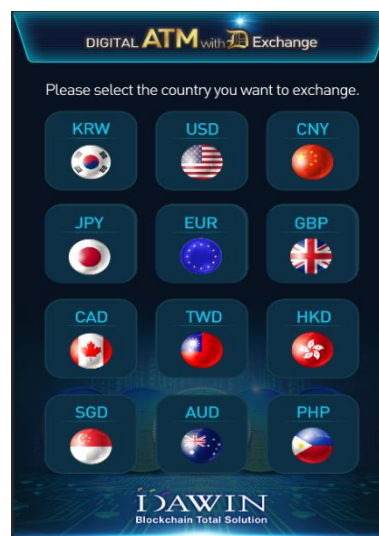 DIGITAL ATM with D Exchange
Please select the country you want to exchange.
KRW USD CNY
JPY EUR GBP
CAD TWD HKD
SGD AUD PHP
DAWIN
Blockchain Total Solution